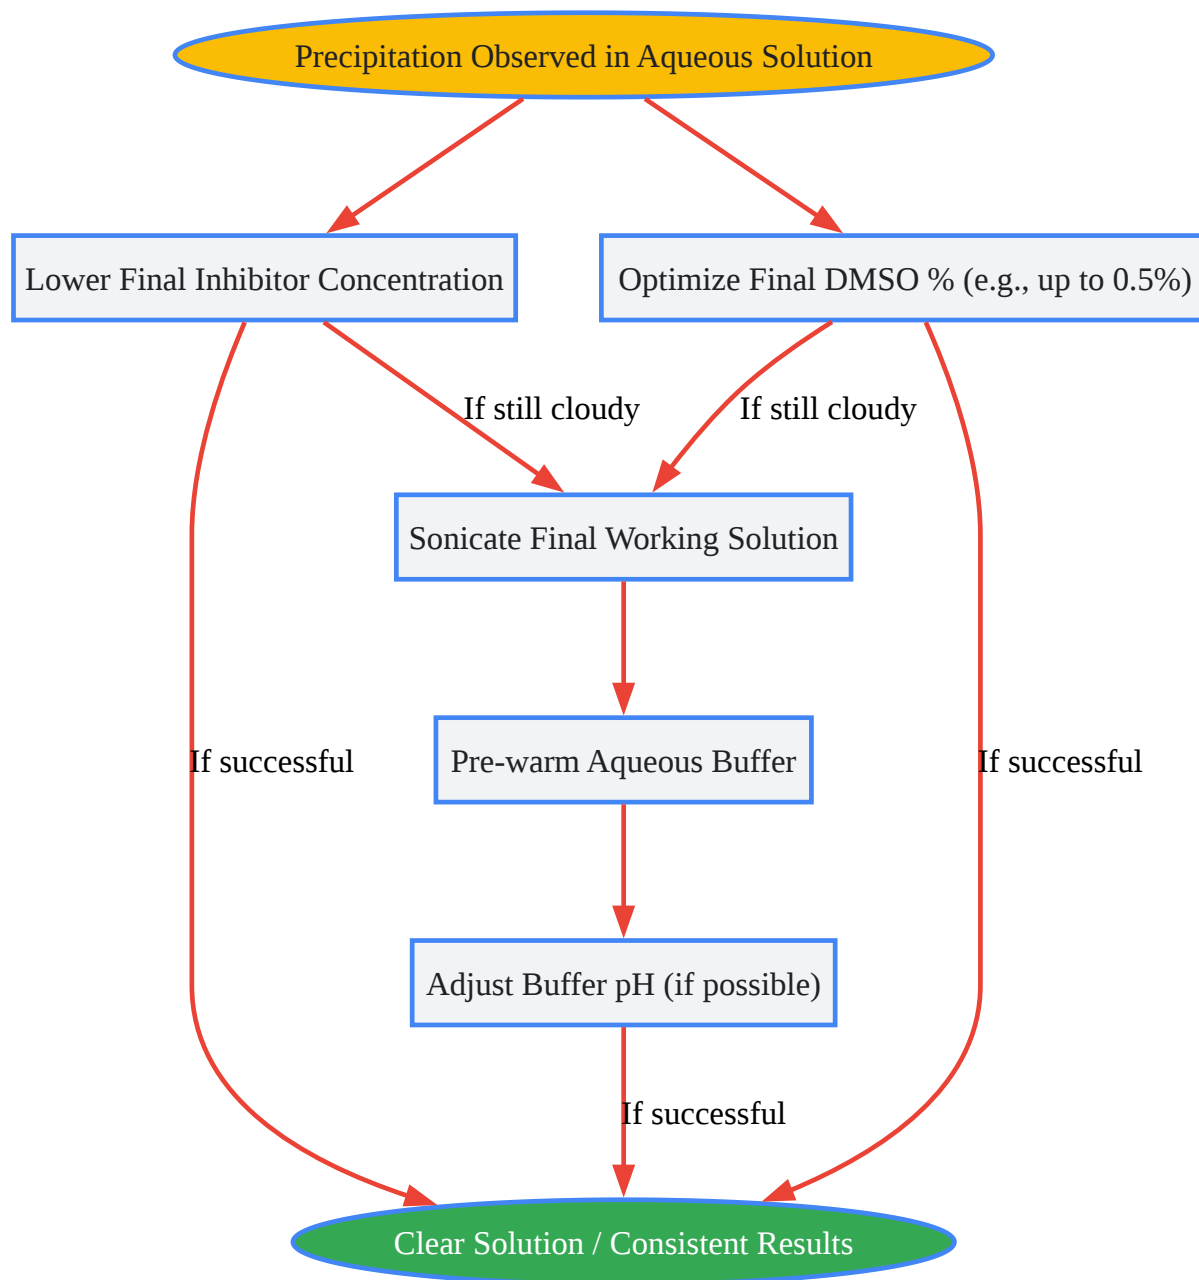 Precipitation Observed in Aqueous Solution
Lower Final Inhibitor Concentration
Optimize Final DMSO % (e.g., up to 0.5%)
If still cloudy
If still cloudy
Sonicate Final Working Solution
If successful
Pre-warm Aqueous Buffer
If successful
Adjust Buffer pH (if possible)
If successful
Clear Solution / Consistent Results